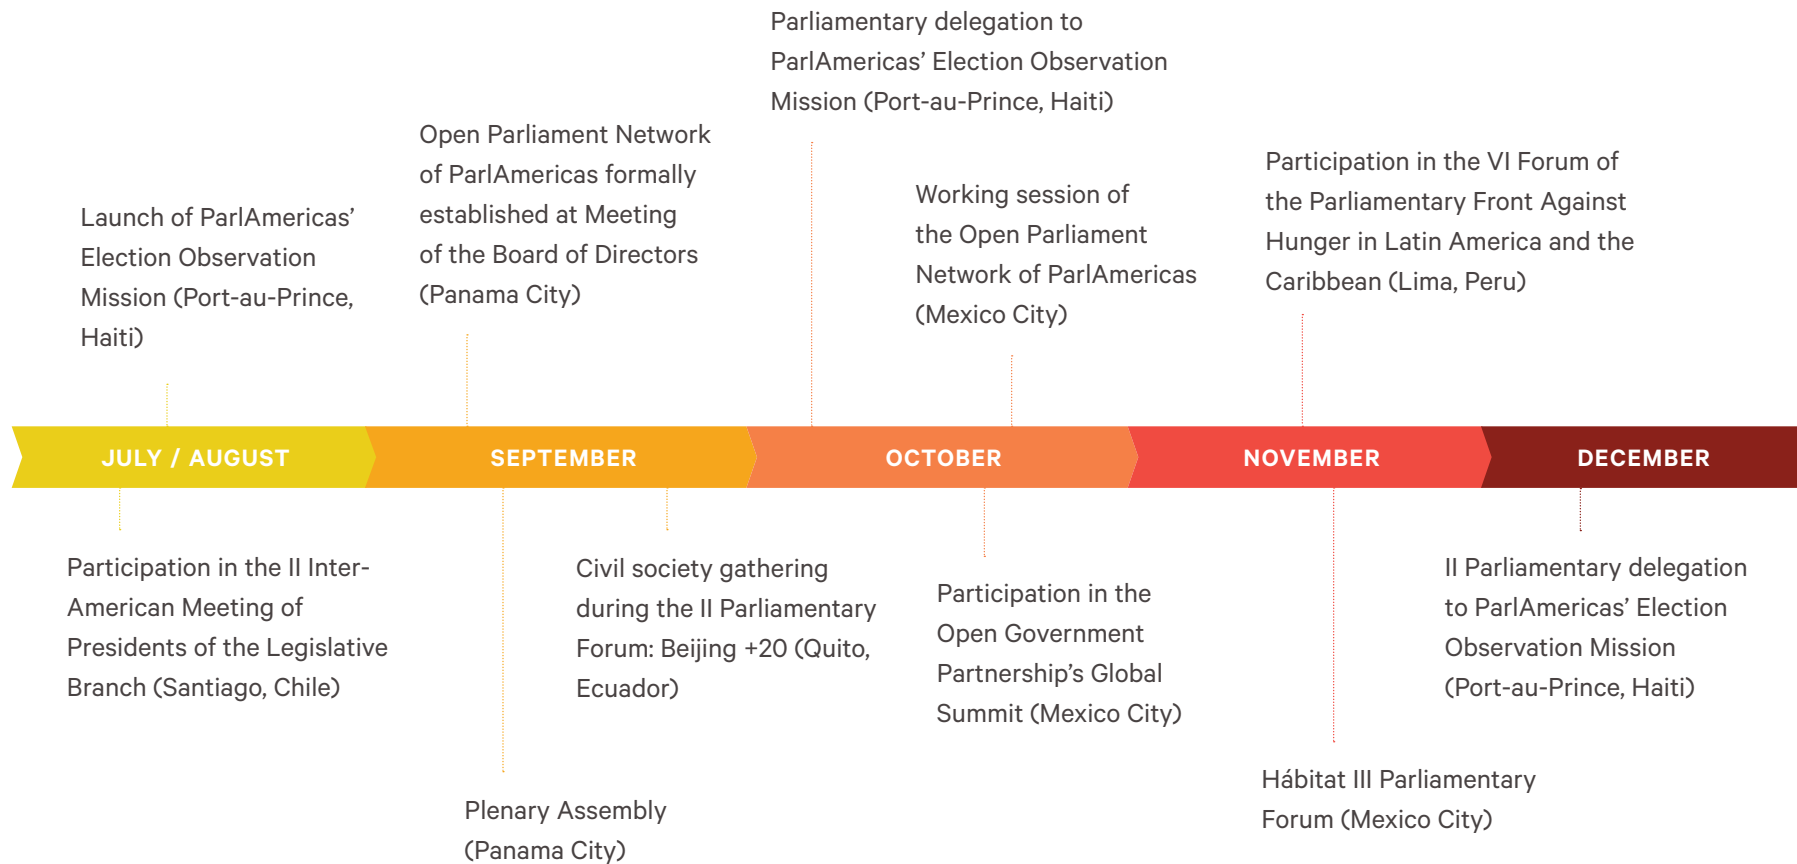 Parliamentary delegation to
ParlAmericas’ Election Observation
Mission (Port-au-Prince, Haiti)
Open Parliament Network
of ParlAmericas formally
established at Meeting
of the Board of Directors
(Panama City)
Participation in the VI Forum of
the Parliamentary Front Against
Hunger in Latin America and the
Caribbean (Lima, Peru)
Working session of
the Open Parliament
Network of ParlAmericas
(Mexico City)
Launch of ParlAmericas’
Election Observation
Mission (Port-au-Prince,
Haiti)
JULY / AUGUST
SEPTEMBER
OCTOBER
NOVEMBER
DECEMBER
Participation in the II Inter-
American Meeting of
Presidents of the Legislative
Branch (Santiago, Chile)
Civil society gathering
during the II Parliamentary
Forum: Beijing +20 (Quito,
Ecuador)
Participation in the
Open Government
Partnership’s Global
Summit (Mexico City)
II Parliamentary delegation
to ParlAmericas’ Election
Observation Mission
(Port-au-Prince, Haiti)
Plenary Assembly
(Panama City)
Hábitat III Parliamentary
Forum (Mexico City)